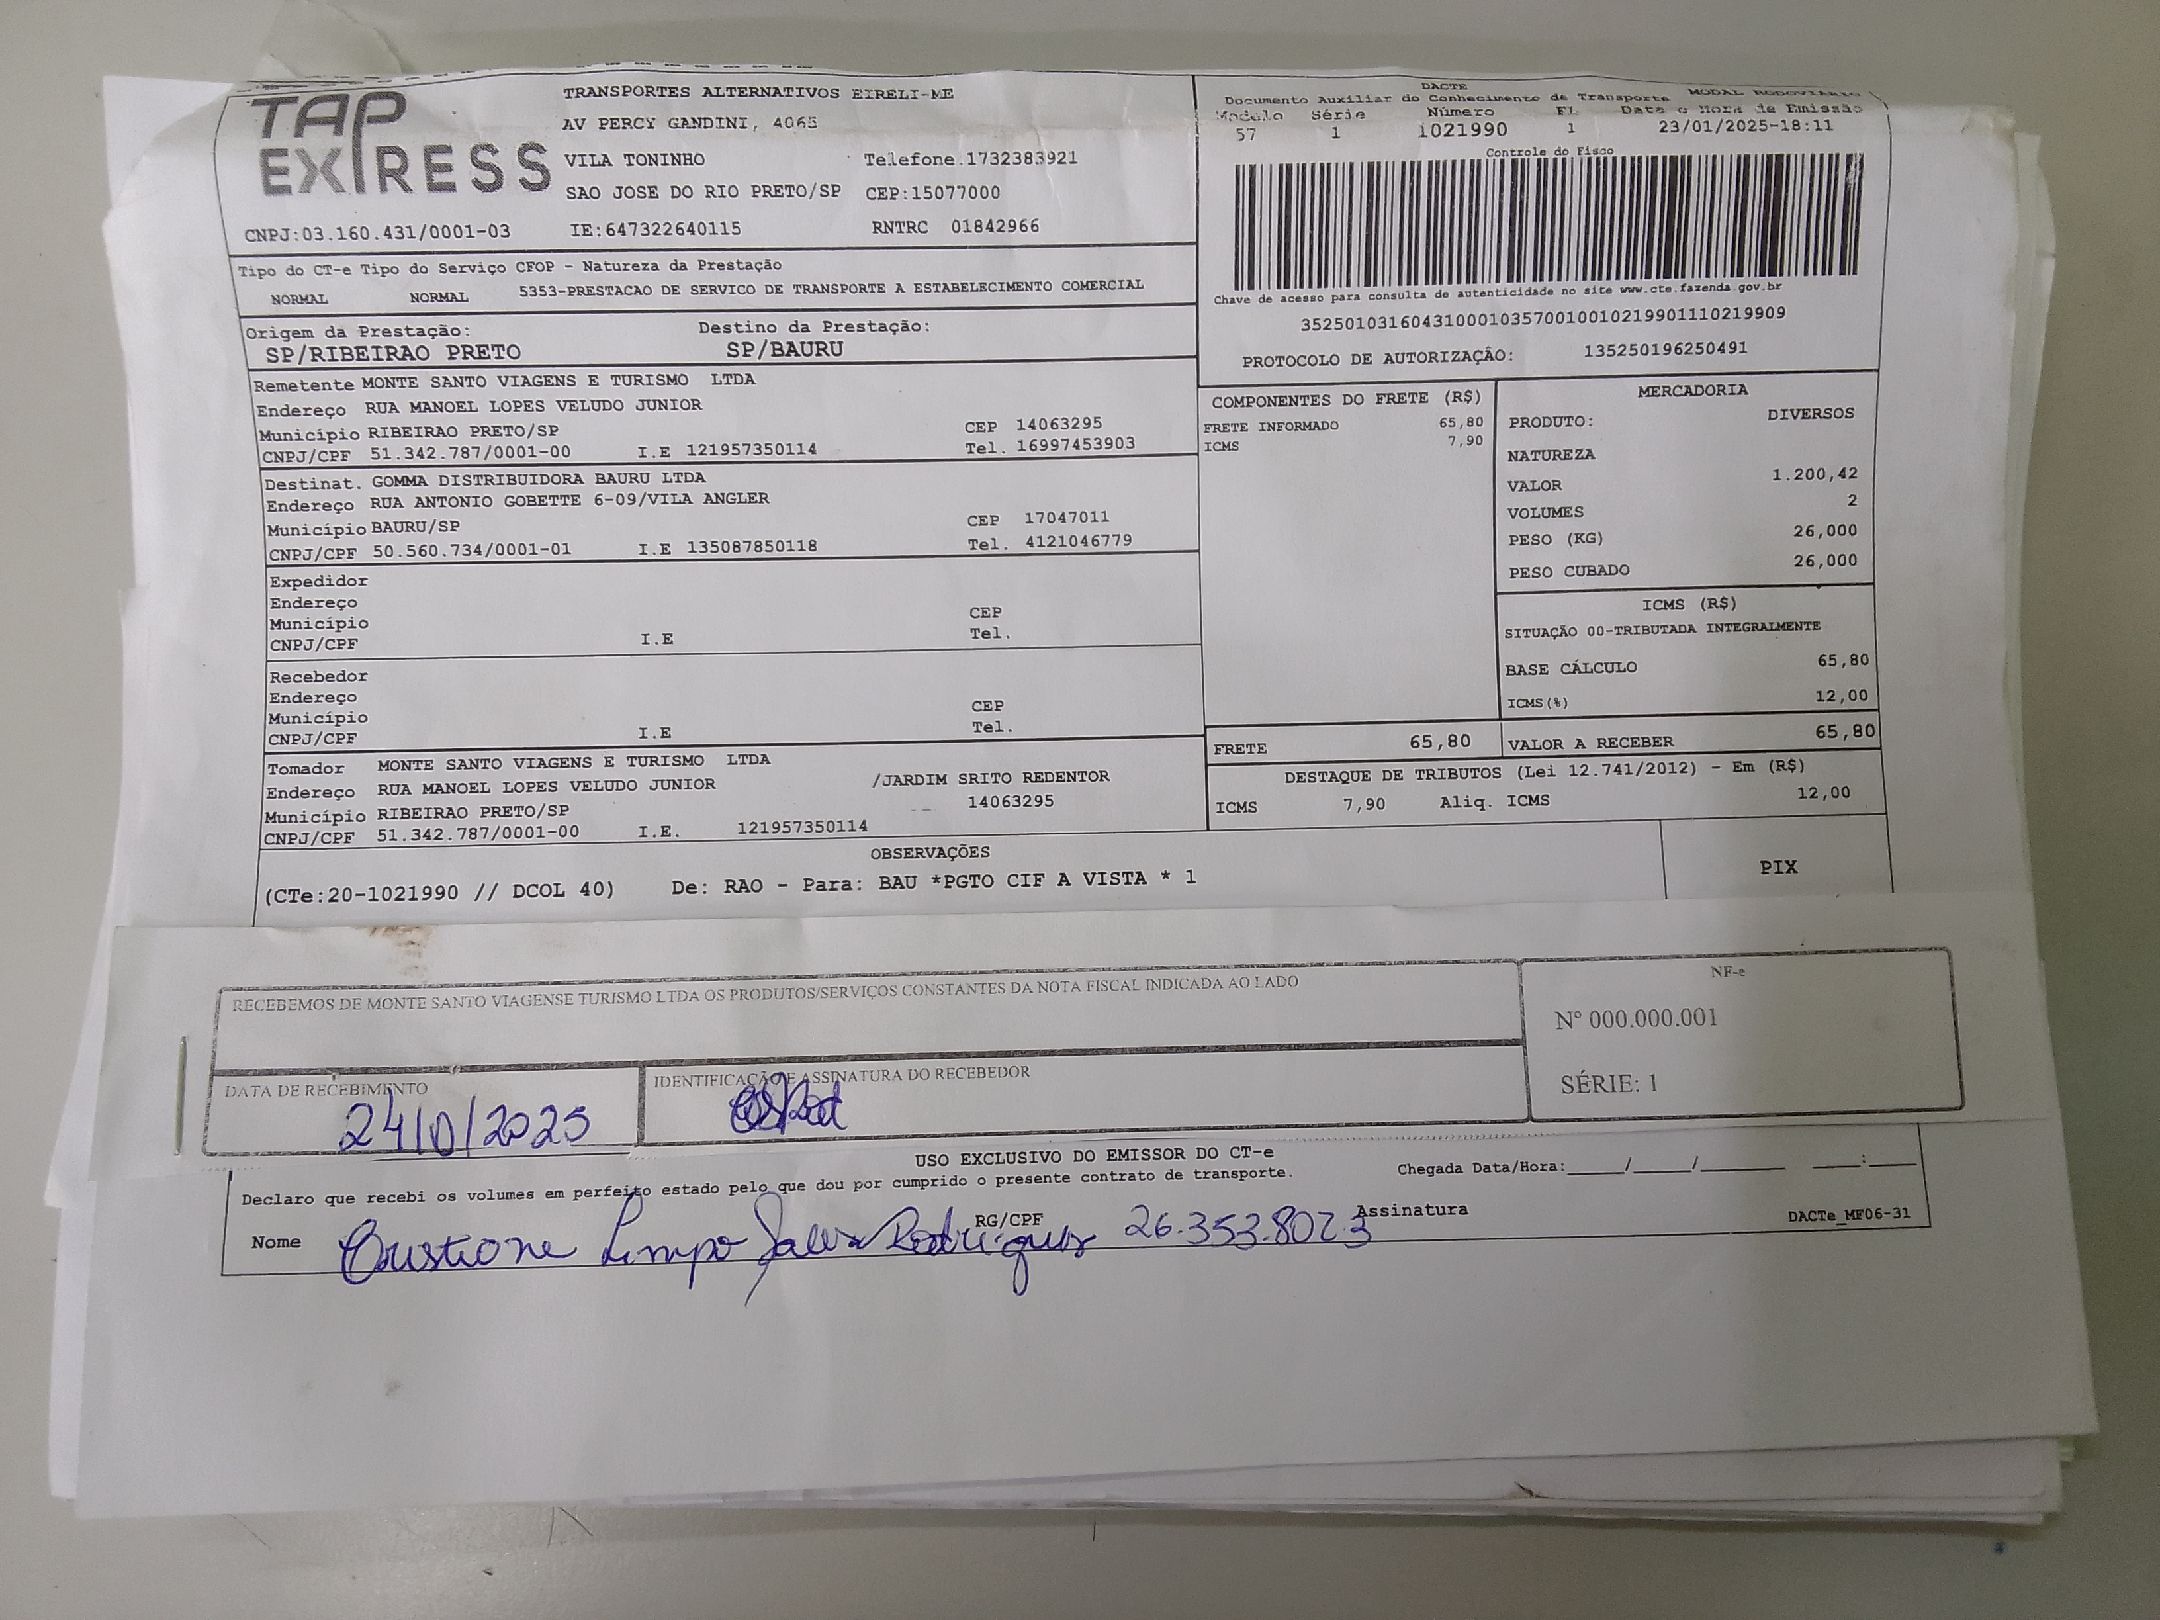 TAP EXPRESS
TRANSPORTES ALTERNATIVOS EIRELI-ME
AV PERCY GANDINI, 4065
VILA TONINHO Telefone.1732383921
SAO JOSE DO RIO PRETO/SP CEP:15077000
CNPJ:03.160.431/0001-03 IE:647322640115 RNTRC 01842966
DACTE
Documento Auxiliar do Conhecimento de Transporte MODAL RODOVIARIO
Modulo Série Número FL Data e Hora de Emissão
57 1 1021990 1 23/01/2025-18:11
Controle do Fisco
Chave de acesso para consulta de autenticidade no site www.cte.fazenda.gov.br
35250103160431000103570010010219901110219909
PROTOCOLO DE AUTORIZAÇÃO: 135250196250491
Tipo do CT-e Tipo do Serviço CFOP - Natureza da Prestação
NORMAL NORMAL 5353-PRESTACAO DE SERVICO DE TRANSPORTE A ESTABELECIMENTO COMERCIAL
Origem da Prestação: Destino da Prestação:
SP/RIBEIRAO PRETO SP/BAURU
Remetente MONTE SANTO VIAGENS E TURISMO LTDA
Endereço RUA MANOEL LOPES VELUDO JUNIOR
Município RIBEIRAO PRETO/SP CEP 14063295
CNPJ/CPF 51.342.787/0001-00 I.E 121957350114 Tel. 16997453903
Destinat. GOMMA DISTRIBUIDORA BAURU LTDA
Endereço RUA ANTONIO GOBETTE 6-09/VILA ANGLER
Município BAURU/SP CEP 17047011
CNPJ/CPF 50.560.734/0001-01 I.E 135087850118 Tel. 4121046779
Expedidor
Endereço
Município CEP
CNPJ/CPF I.E Tel.
Recebedor
Endereço
Município CEP
CNPJ/CPF I.E Tel.
Tomador MONTE SANTO VIAGENS E TURISMO LTDA
Endereço RUA MANOEL LOPES VELUDO JUNIOR /JARDIM SRITO REDENTOR
Município RIBEIRAO PRETO/SP 14063295
CNPJ/CPF 51.342.787/0001-00 I.E. 121957350114
COMPONENTES DO FRETE (R$)
FRETE INFORMADO 65,80
ICMS 7,90
MERCADORIA
PRODUTO: DIVERSOS
NATUREZA
VALOR 1.200,42
VOLUMES 2
PESO (KG) 26,000
PESO CUBADO 26,000
ICMS (R$)
SITUAÇÃO 00-TRIBUTADA INTEGRALMENTE
BASE CÁLCULO 65,80
ICMS(%) 12,00
FRETE 65,80 VALOR A RECEBER 65,80
DESTAQUE DE TRIBUTOS (Lei 12.741/2012) - Em (R$)
ICMS 7,90 Aliq. ICMS 12,00
OBSERVAÇÕES
(CTe:20-1021990 // DCOL 40) De: RAO - Para: BAU *PGTO CIF A VISTA * 1
PIX
RECEBEMOS DE MONTE SANTO VIAGENSE TURISMO LTDA OS PRODUTOS/SERVIÇOS CONSTANTES DA NOTA FISCAL INDICADA AO LADO
NF-e
Nº 000.000.001
SÉRIE: 1
DATA DE RECEBIMENTO
24/0/2025
IDENTIFICAÇÃO E ASSINATURA DO RECEBEDOR
USO EXCLUSIVO DO EMISSOR DO CT-e
Declaro que recebi os volumes em perfeito estado pelo que dou por cumprido o presente contrato de transporte.
Chegada Data/Hora:____/____/______ ___:___
Nome RG/CPF 26.353.807.3 Assinatura
Rodrigues
DACTe_MF06-31